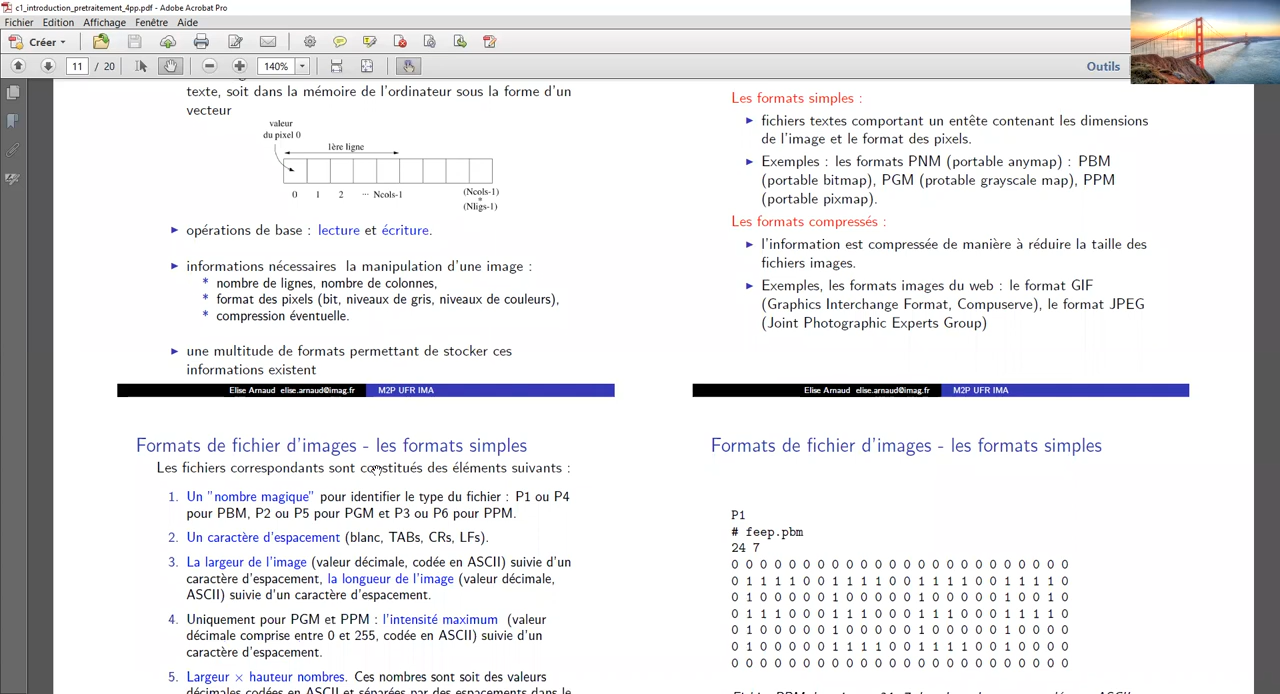 c1_introduction_pretraitement_4pp.pdf - Adobe Acrobat Pro
Fichier Edition Affichage Fenêtre Aide
Créer
11 / 20 140% Outils
texte, soit dans la mémoire de l'ordinateur sous la forme d'un
vecteur
valeur
du pixel 0
1ère ligne
0 1 2 ... Ncols-1 (Ncols-1)
*
(Nligs-1)
► opérations de base : lecture et écriture.
► informations nécessaires la manipulation d'une image :
* nombre de lignes, nombre de colonnes,
* format des pixels (bit, niveaux de gris, niveaux de couleurs),
* compression éventuelle.
► une multitude de formats permettant de stocker ces
informations existent
Elise Arnaud elise.arnaud@imag.fr M2P UFR IMA
Les formats simples :
► fichiers textes comportant un entête contenant les dimensions
de l'image et le format des pixels.
► Exemples : les formats PNM (portable anymap) : PBM
(portable bitmap), PGM (protable grayscale map), PPM
(portable pixmap).
Les formats compressés :
► l'information est compressée de manière à réduire la taille des
fichiers images.
► Exemples, les formats images du web : le format GIF
(Graphics Interchange Format, Compuserve), le format JPEG
(Joint Photographic Experts Group)
Elise Arnaud elise.arnaud@imag.fr M2P UFR IMA
Formats de fichier d'images - les formats simples
Les fichiers correspondants sont constitués des éléments suivants :
1. Un "nombre magique" pour identifier le type du fichier : P1 ou P4
pour PBM, P2 ou P5 pour PGM et P3 ou P6 pour PPM.
2. Un caractère d'espacement (blanc, TABs, CRs, LFs).
3. La largeur de l'image (valeur décimale, codée en ASCII) suivie d'un
caractère d'espacement, la longueur de l'image (valeur décimale,
ASCII) suivie d'un caractère d'espacement.
4. Uniquement pour PGM et PPM : l'intensité maximum (valeur
décimale comprise entre 0 et 255, codée en ASCII) suivie d'un
caractère d'espacement.
5. Largeur × hauteur nombres. Ces nombres sont soit des valeurs
décimales codées en ASCII et séparées par des espacements dans le
Formats de fichier d'images - les formats simples
P1
# feep.pbm
24 7
0 0 0 0 0 0 0 0 0 0 0 0 0 0 0 0 0 0 0 0 0 0 0 0
0 1 1 1 1 0 0 1 1 1 1 0 0 1 1 1 1 0 0 1 1 1 1 0
0 1 0 0 0 0 0 1 0 0 0 0 0 1 0 0 0 0 0 1 0 0 1 0
0 1 1 1 0 0 0 1 1 1 0 0 0 1 1 1 0 0 0 1 1 1 1 0
0 1 0 0 0 0 0 1 0 0 0 0 0 1 0 0 0 0 0 1 0 0 0 0
0 1 0 0 0 0 0 1 1 1 1 0 0 1 1 1 1 0 0 1 0 0 0 0
0 0 0 0 0 0 0 0 0 0 0 0 0 0 0 0 0 0 0 0 0 0 0 0